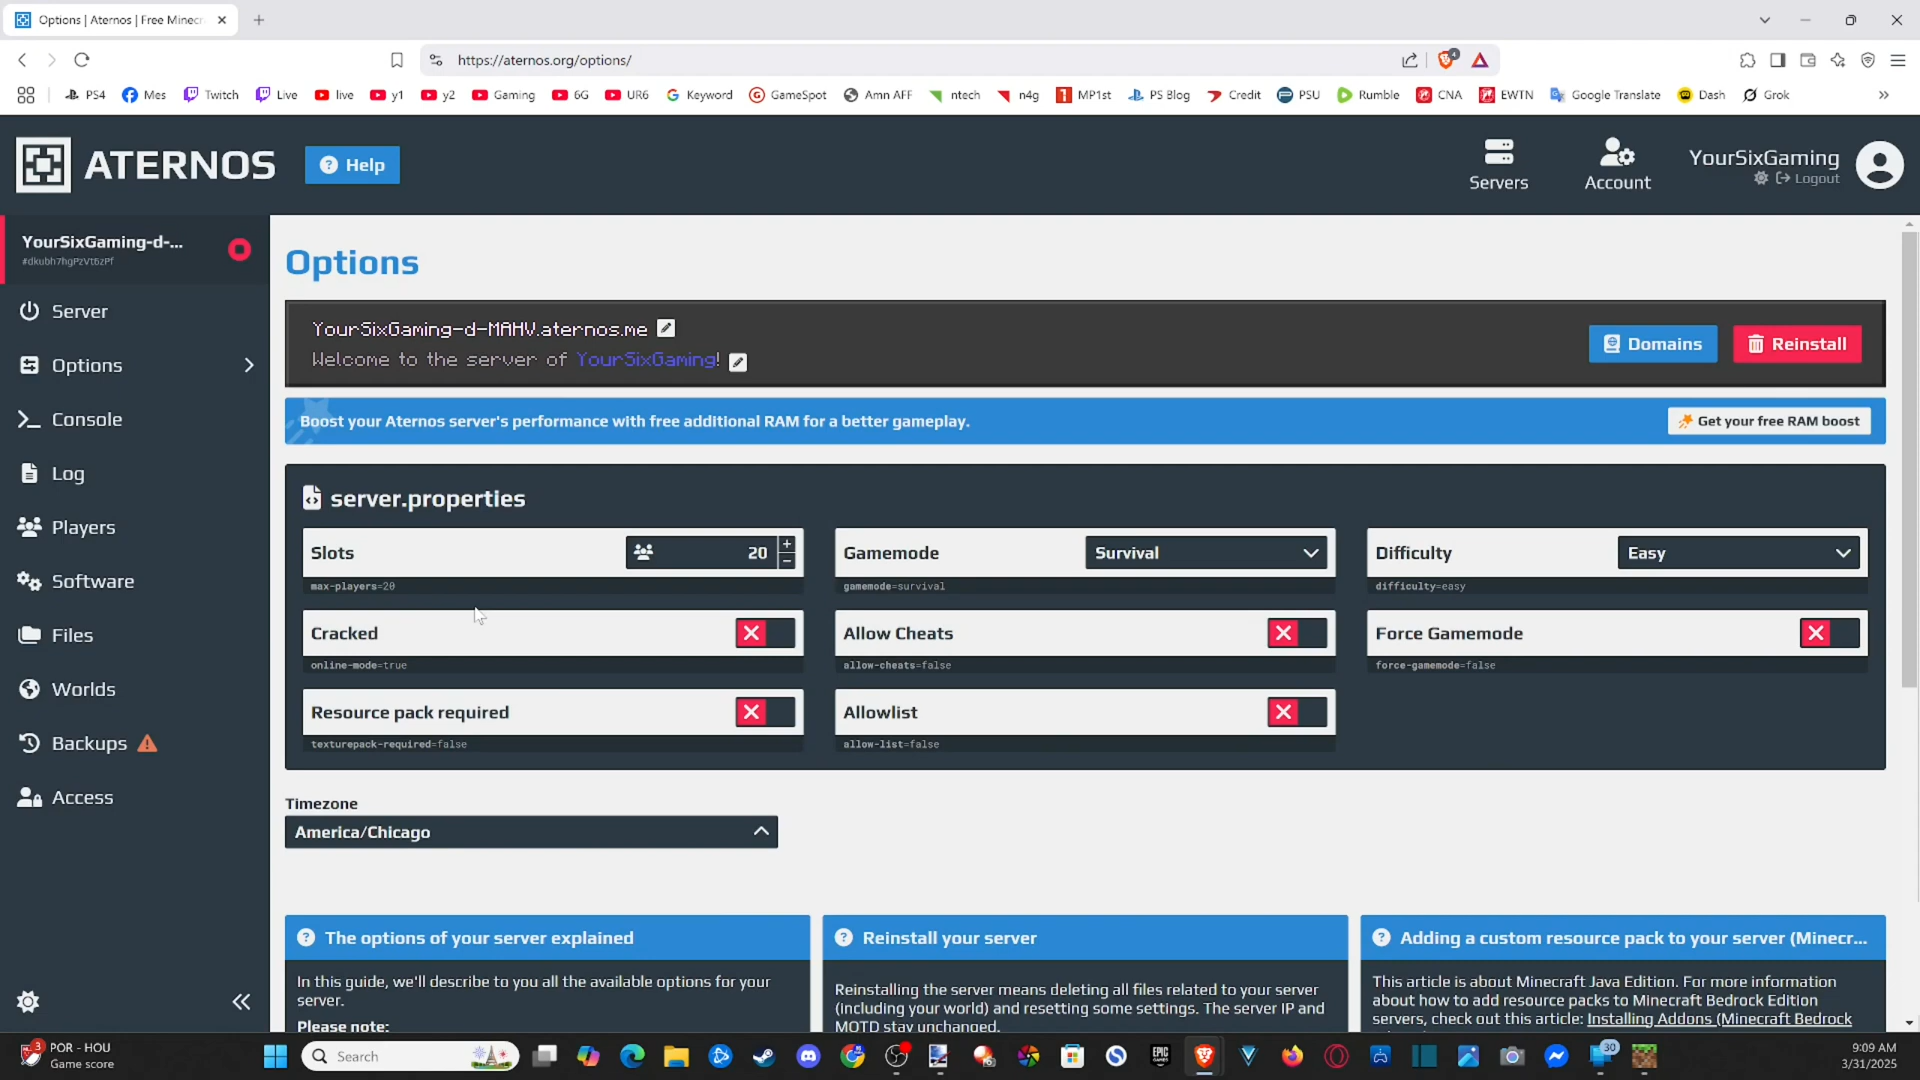 Options | Aternos | Free Minecr
https://aternos.org/options/
4
PS4
Mes
Twitch
Live
live
y1
y2
Gaming
6G
UR6
Keyword
GameSpot
Amn AFF
ntech
n4g
MP1st
PS Blog
Credit
PSU
Rumble
CNA
EWTN
Google Translate
Dash
Grok
ATERNOS
Help
Servers
Account
YourSixGaming
Logout
YourSixGaming-d-...
#dkubh7hgPzVt6zPf
Server
Options
Console
Log
Players
Software
Files
Worlds
Backups
Access
Options
YourSixGaming-d-MAHV.aternos.me
Welcome to the server of YourSixGaming!
Domains
Reinstall
Boost your Aternos server's performance with free additional RAM for a better gameplay.
Get your free RAM boost
server.properties
Slots
20
max-players=20
Gamemode
Survival
gamemode=survival
Difficulty
Easy
difficulty=easy
Cracked
online-mode=true
Allow Cheats
allow-cheats=false
Force Gamemode
force-gamemode=false
Resource pack required
texturepack-required=false
Allowlist
allow-list=false
Timezone
America/Chicago
The options of your server explained
In this guide, we'll describe to you all the available options for your
server.
Please note:
Reinstall your server
Reinstalling the server means deleting all files related to your server
(including your world) and resetting some settings. The server IP and
MOTD stay unchanged.
Adding a custom resource pack to your server (Minecr...
This article is about Minecraft Java Edition. For more information
about how to add resource packs to Minecraft Bedrock Edition
servers, check out this article: Installing Addons (Minecraft Bedrock
3
POR - HOU
Game score
Search
EPIC
GAMES
30
9:09 AM
3/31/2025